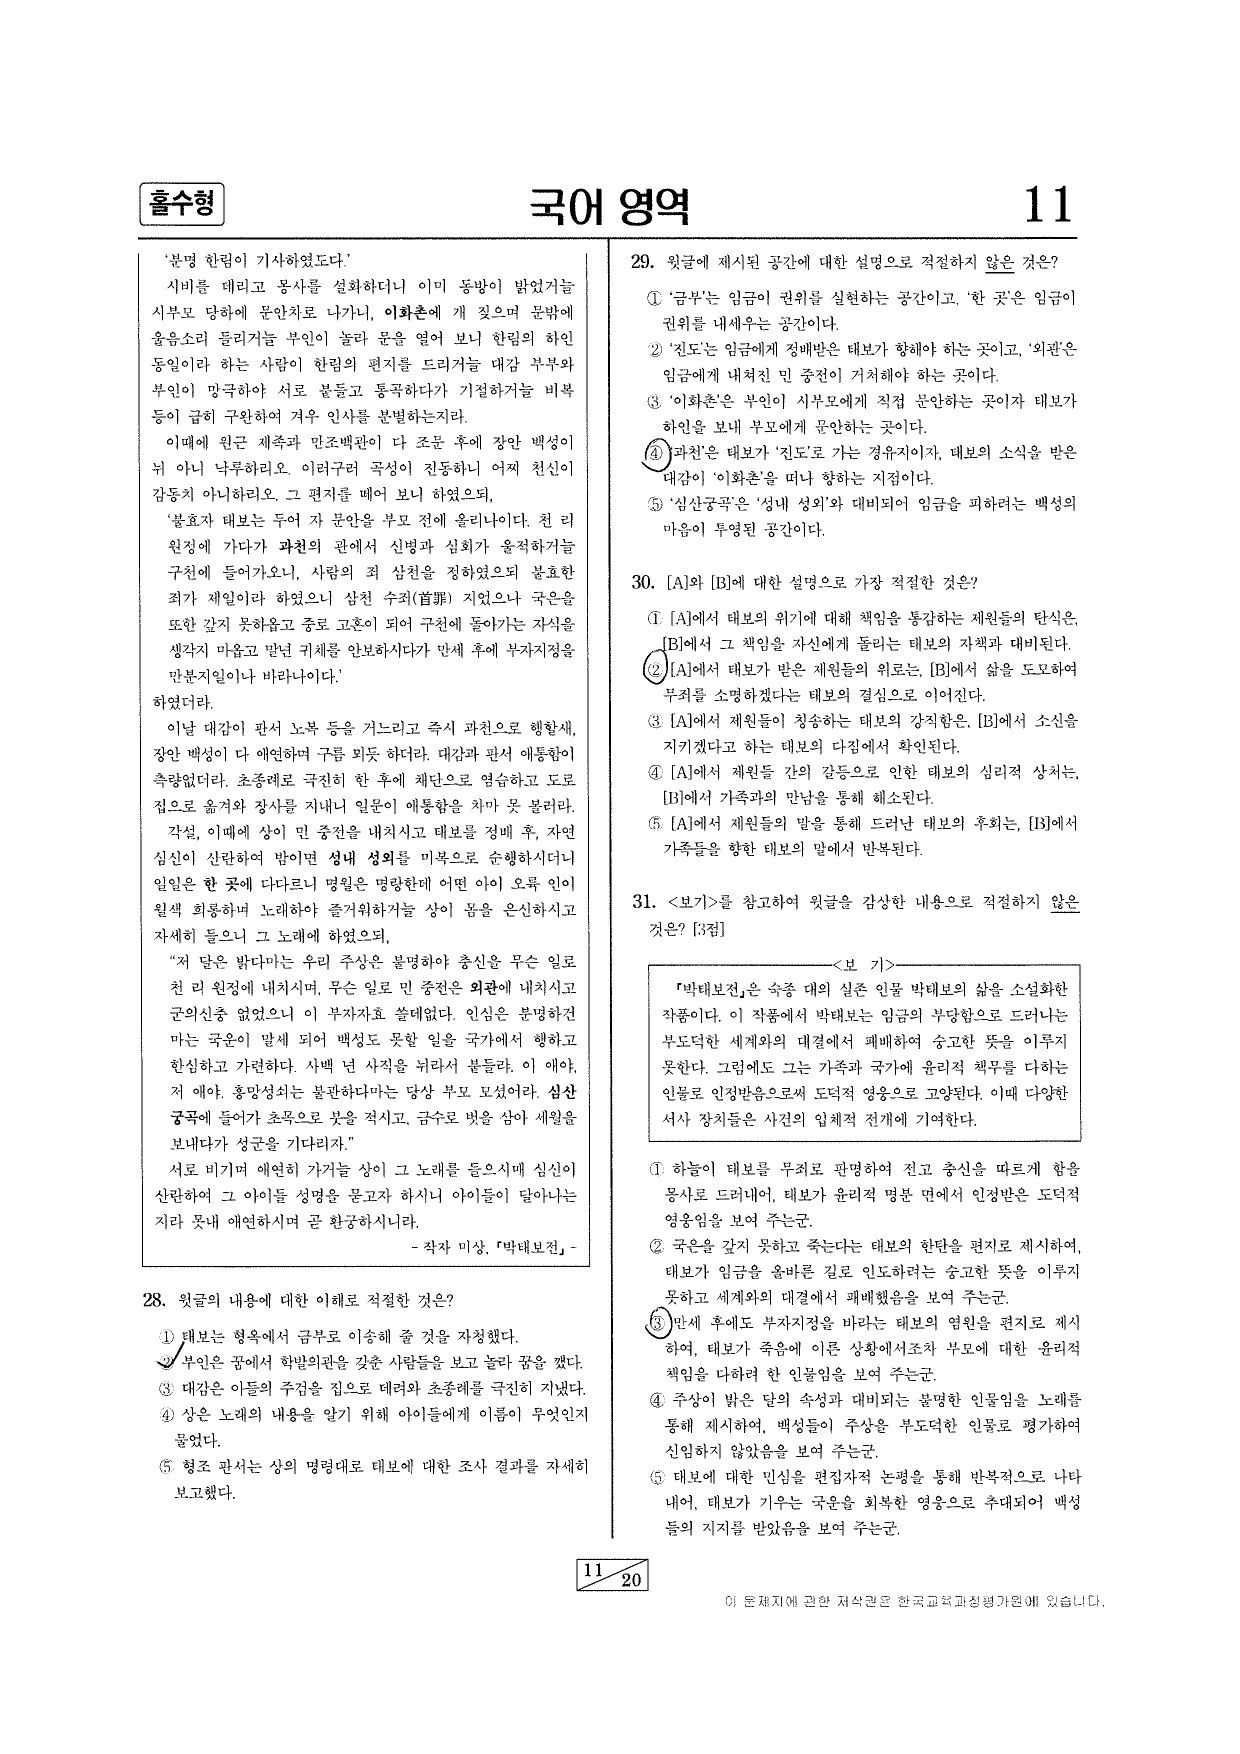 홀수형
국어 영역
11
‘분명 한림이 기사하였도다.’
시비를 데리고 몽사를 설화하더니 이미 동방이 밝았거늘
시부모 당하에 문안차로 나가니, 이화촌에 개 짖으며 문밖에
울음소리 들리거늘 부인이 놀라 문을 열어 보니 한림의 하인
동일이라 하는 사람이 한림의 편지를 드리거늘 대감 부부와
부인이 망극하야 서로 붙들고 통곡하다가 기절하거늘 비복
등이 급히 구완하여 겨우 인사를 분별하는지라.
이때에 원근 제족과 만조백관이 다 조문 후에 장안 백성이
뉘 아니 낙루하리오. 이러구러 곡성이 진동하니 어찌 천신이
감동치 아니하리오. 그 편지를 떼어 보니 하였으되,
‘불효자 태보는 두어 자 문안을 부모 전에 올리나이다. 천 리
원정에 가다가 과천의 관에서 신병과 심회가 울적하거늘
구천에 들어가오니, 사람의 죄 삼천을 정하였으되 불효한
죄가 제일이라 하였으니 삼천 수죄(首罪) 지었으나 국은을
또한 갚지 못하옵고 중로 고혼이 되어 구천에 돌아가는 자식을
생각지 마옵고 말년 귀체를 안보하시다가 만세 후에 부자지정을
만분지일이나 바라나이다.’
하였더라.
이날 대감이 판서 노복 등을 거느리고 즉시 과천으로 행할새,
장안 백성이 다 애연하며 구름 뫼듯 하더라. 대감과 판서 애통함이
측량없더라. 초종례로 극진히 한 후에 채단으로 염습하고 도로
집으로 옮겨와 장사를 지내니 일문이 애통함을 차마 못 볼러라.
각설, 이때에 상이 민 중전을 내치시고 태보를 정배 후, 자연
심신이 산란하여 밤이면 성내 성외를 미복으로 순행하시더니
일일은 한 곳에 다다르니 명월은 명랑한데 어떤 아이 오륙 인이
월색 희롱하며 노래하야 즐거워하거늘 상이 몸을 은신하시고
자세히 들으니 그 노래에 하였으되,
“저 달은 밝다마는 우리 주상은 불명하야 충신을 무슨 일로
천 리 원정에 내치시며, 무슨 일로 민 중전은 외관에 내치시고
군의신충 없었으니 이 부자자효 쓸데없다. 인심은 분명하건
마는 국운이 말세 되어 백성도 못할 일을 국가에서 행하고
한심하고 가련하다. 사백 년 사직을 뉘라서 붙들랴. 이 애야,
저 애야. 흥망성쇠는 불관하다마는 당상 부모 모셨어라. 심산
궁곡에 들어가 초목으로 붓을 적시고, 금수로 벗을 삼아 세월을
보내다가 성군을 기다리자.”
서로 비기며 애연히 가거늘 상이 그 노래를 들으시매 심신이
산란하여 그 아이들 성명을 묻고자 하시니 아이들이 달아나는
지라 못내 애연하시며 곧 환궁하시니라.
- 작자 미상, 「박태보전」 -
28. 윗글의 내용에 대한 이해로 적절한 것은?
① 태보는 형옥에서 금부로 이송해 줄 것을 자청했다.
② 부인은 꿈에서 학발의관을 갖춘 사람들을 보고 놀라 꿈을 깼다.
③ 대감은 아들의 주검을 집으로 데려와 초종례를 극진히 지냈다.
④ 상은 노래의 내용을 알기 위해 아이들에게 이름이 무엇인지
물었다.
⑤ 형조 판서는 상의 명령대로 태보에 대한 조사 결과를 자세히
보고했다.
29. 윗글에 제시된 공간에 대한 설명으로 적절하지 않은 것은?
① ‘금부’는 임금이 권위를 실현하는 공간이고, ‘한 곳’은 임금이
권위를 내세우는 공간이다.
② ‘진도’는 임금에게 정배받은 태보가 향해야 하는 곳이고, ‘외관’은
임금에게 내쳐진 민 중전이 거처해야 하는 곳이다.
③ ‘이화촌’은 부인이 시부모에게 직접 문안하는 곳이자 태보가
하인을 보내 부모에게 문안하는 곳이다.
④ ‘과천’은 태보가 ‘진도’로 가는 경유지이자, 태보의 소식을 받은
대감이 ‘이화촌’을 떠나 향하는 지점이다.
⑤ ‘심산궁곡’은 ‘성내 성외’와 대비되어 임금을 피하려는 백성의
마음이 투영된 공간이다.
30. [A]와 [B]에 대한 설명으로 가장 적절한 것은?
① [A]에서 태보의 위기에 대해 책임을 통감하는 제원들의 탄식은,
[B]에서 그 책임을 자신에게 돌리는 태보의 자책과 대비된다.
② [A]에서 태보가 받은 제원들의 위로는, [B]에서 삶을 도모하여
무죄를 소명하겠다는 태보의 결심으로 이어진다.
③ [A]에서 제원들이 칭송하는 태보의 강직함은, [B]에서 소신을
지키겠다고 하는 태보의 다짐에서 확인된다.
④ [A]에서 제원들 간의 갈등으로 인한 태보의 심리적 상처는,
[B]에서 가족과의 만남을 통해 해소된다.
⑤ [A]에서 제원들의 말을 통해 드러난 태보의 후회는, [B]에서
가족들을 향한 태보의 말에서 반복된다.
31. <보기>를 참고하여 윗글을 감상한 내용으로 적절하지 않은
것은? [3점]
<보 기>
「박태보전」은 숙종 대의 실존 인물 박태보의 삶을 소설화한
작품이다. 이 작품에서 박태보는 임금의 부당함으로 드러나는
부도덕한 세계와의 대결에서 패배하여 숭고한 뜻을 이루지
못한다. 그럼에도 그는 가족과 국가에 윤리적 책무를 다하는
인물로 인정받음으로써 도덕적 영웅으로 고양된다. 이때 다양한
서사 장치들은 사건의 입체적 전개에 기여한다.
① 하늘이 태보를 무죄로 판명하여 전고 충신을 따르게 함을
몽사로 드러내어, 태보가 윤리적 명분 면에서 인정받은 도덕적
영웅임을 보여 주는군.
② 국은을 갚지 못하고 죽는다는 태보의 한탄을 편지로 제시하여,
태보가 임금을 올바른 길로 인도하려는 숭고한 뜻을 이루지
못하고 세계와의 대결에서 패배했음을 보여 주는군.
③ 만세 후에도 부자지정을 바라는 태보의 염원을 편지로 제시
하여, 태보가 죽음에 이른 상황에서조차 부모에 대한 윤리적
책임을 다하려 한 인물임을 보여 주는군.
④ 주상이 밝은 달의 속성과 대비되는 불명한 인물임을 노래를
통해 제시하여, 백성들이 주상을 부도덕한 인물로 평가하여
신임하지 않았음을 보여 주는군.
⑤ 태보에 대한 민심을 편집자적 논평을 통해 반복적으로 나타
내어, 태보가 기우는 국운을 회복한 영웅으로 추대되어 백성
들의 지지를 받았음을 보여 주는군.
11
20
이 문제지에 관한 저작권은 한국교육과정평가원에 있습니다.